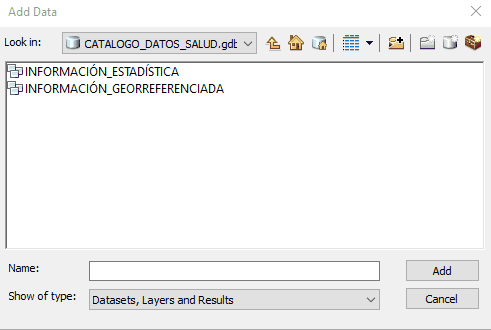 Add Data
Look in: CATALOGO_DATOS_SALUD.gdb
INFORMACIÓN_ESTADÍSTICA
INFORMACIÓN_GEORREFERENCIADA
Name: Add
Show of type: Datasets, Layers and Results Cancel